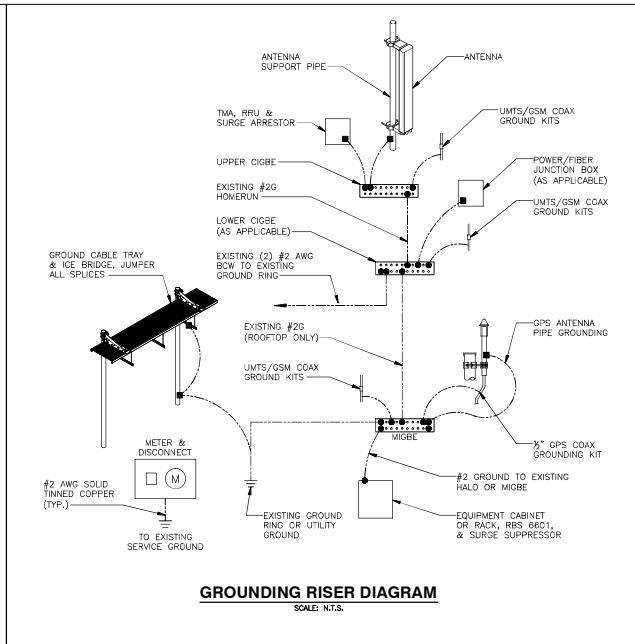 ANTENNA
SUPPORT PIPE
ANTENNA
TMA, RRU &
SURGE ARRESTOR
UMTS/GSM COAX
GROUND KITS
UPPER CIGBE
POWER/FIBER
JUNCTION BOX
(AS APPLICABLE)
EXISTING #2G
HOMERUN
UMTS/GSM COAX
GROUND KITS
LOWER CIGBE
(AS APPLICABLE)
GROUND CABLE TRAY
& ICE BRIDGE, JUMPER
ALL SPLICES
EXISTING (2) #2 AWG
BCW TO EXISTING
GROUND RING
EXISTING #2G
(ROOFTOP ONLY)
GPS ANTENNA
PIPE GROUNDING
UMTS/GSM COAX
GROUND KITS
MIGBE
½" GPS COAX
GROUNDING KIT
METER &
DISCONNECT
M
#2 AWG SOLID
TINNED COPPER
(TYP.)
#2 GROUND TO EXISTING
HALO OR MIGBE
TO EXISTING
SERVICE GROUND
EXISTING GROUND
RING OR UTILITY
GROUND
EQUIPMENT CABINET
OR RACK, RBS 6601,
& SURGE SUPPRESSOR
GROUNDING RISER DIAGRAM
SCALE: N.T.S.